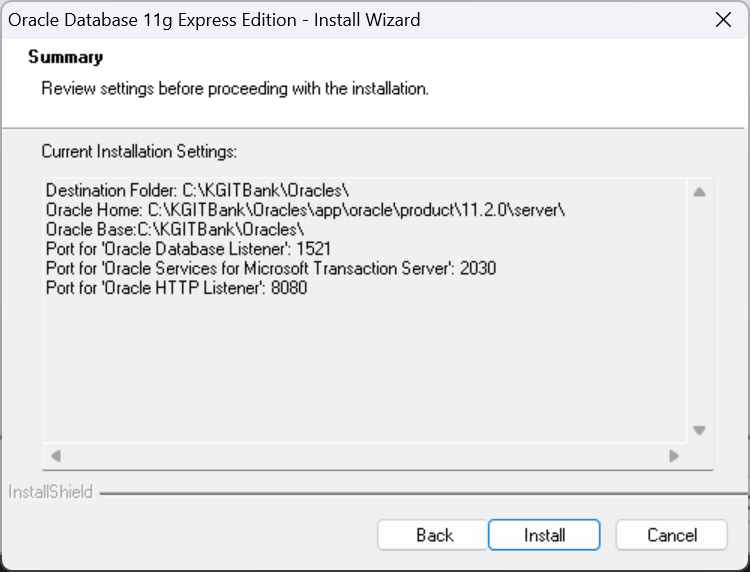 Oracle Database 11g Express Edition - Install Wizard
Summary
Review settings before proceeding with the installation.
Current Installation Settings:
Destination Folder: C:\KGITBank\Oracles\
Oracle Home: C:\KGITBank\Oracles\app\oracle\product\11.2.0\server\
Oracle Base:C:\KGITBank\Oracles\
Port for 'Oracle Database Listener': 1521
Port for 'Oracle Services for Microsoft Transaction Server': 2030
Port for 'Oracle HTTP Listener': 8080
InstallShield
Back Install Cancel